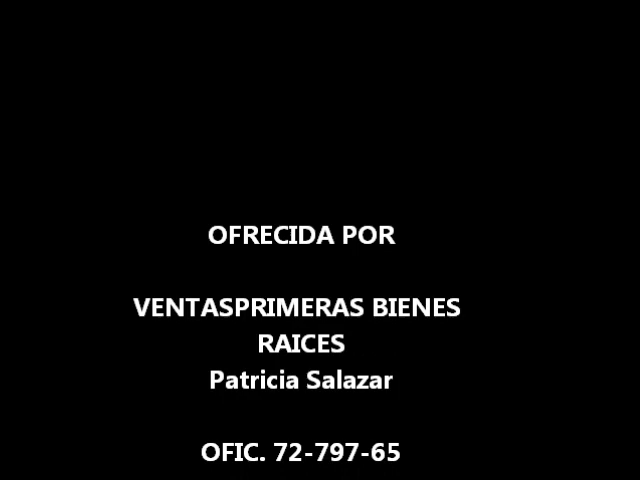 OFRECIDA POR
VENTASPRIMERAS BIENES
RAICES
Patricia Salazar
OFIC. 72-797-65